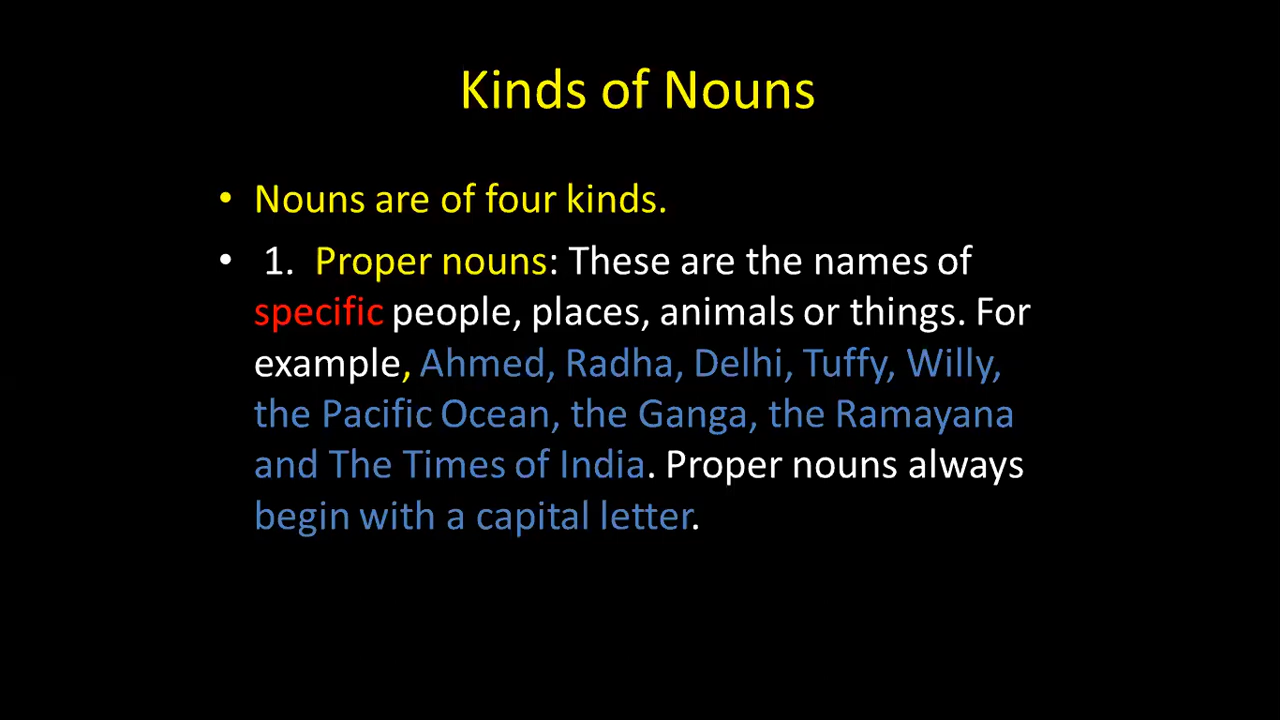 Kinds of Nouns
• Nouns are of four kinds.
• 1. Proper nouns: These are the names of
specific people, places, animals or things. For
example, Ahmed, Radha, Delhi, Tuffy, Willy,
the Pacific Ocean, the Ganga, the Ramayana
and The Times of India. Proper nouns always
begin with a capital letter.